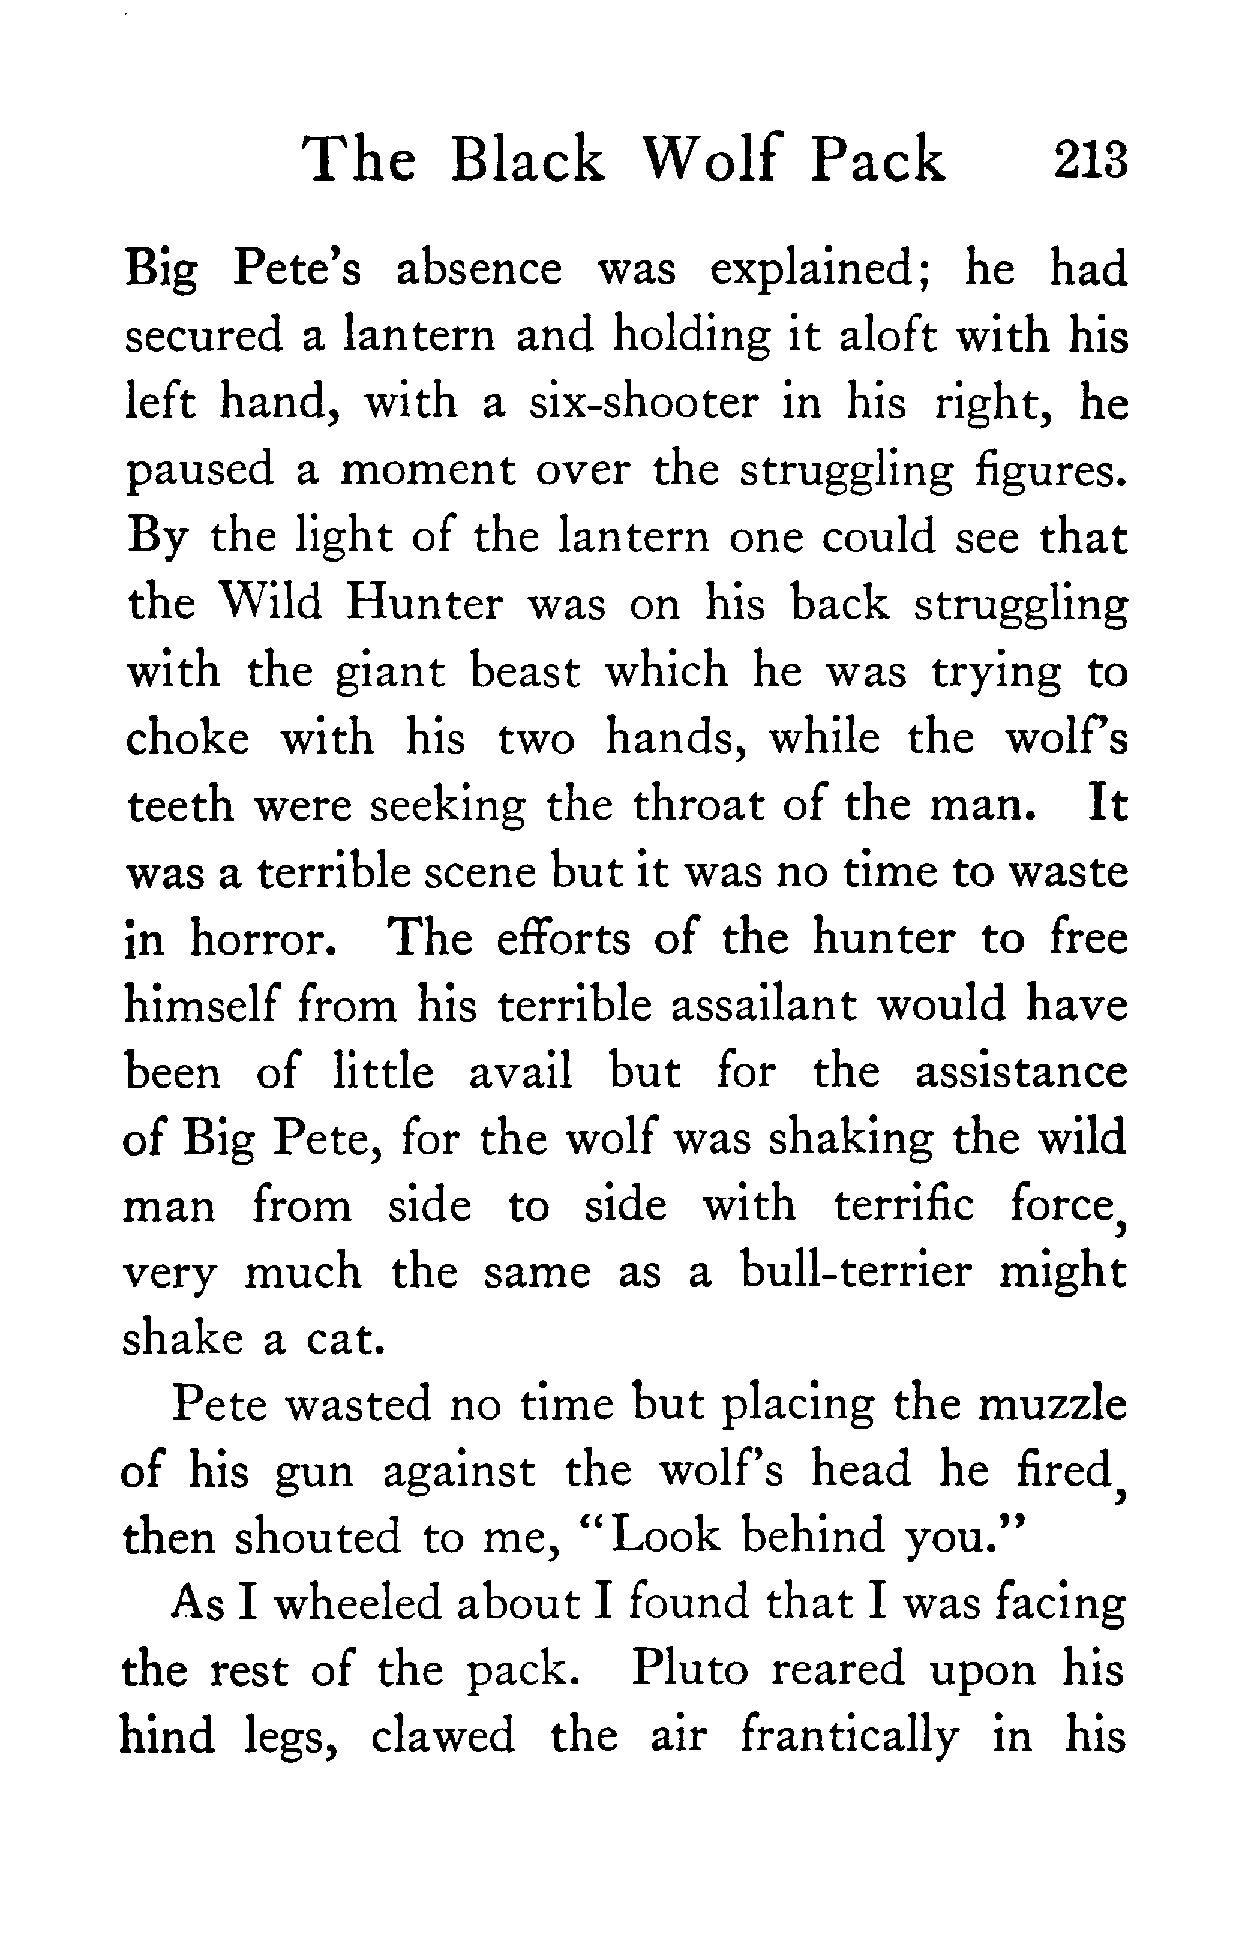 The Black Wolf Pack 213
Big Pete's absence was explained; he had
secured a lantern and holding it aloft with his
left hand, with a six-shooter in his right, he
paused a moment over the struggling figures.
By the light of the lantern one could see that
the Wild Hunter was on his back struggling
with the giant beast which he was trying to
choke with his two hands, while the wolf's
teeth were seeking the throat of the man. It
was a terrible scene but it was no time to waste
in horror. The efforts of the hunter to free
himself from his terrible assailant would have
been of little avail but for the assistance
of Big Pete, for the wolf was shaking the wild
man from side to side with terrific force,
very much the same as a bull-terrier might
shake a cat.
Pete wasted no time but placing the muzzle
of his gun against the wolf's head he fired,
then shouted to me, "Look behind you."
As I wheeled about I found that I was facing
the rest of the pack. Pluto reared upon his
hind legs, clawed the air frantically in his